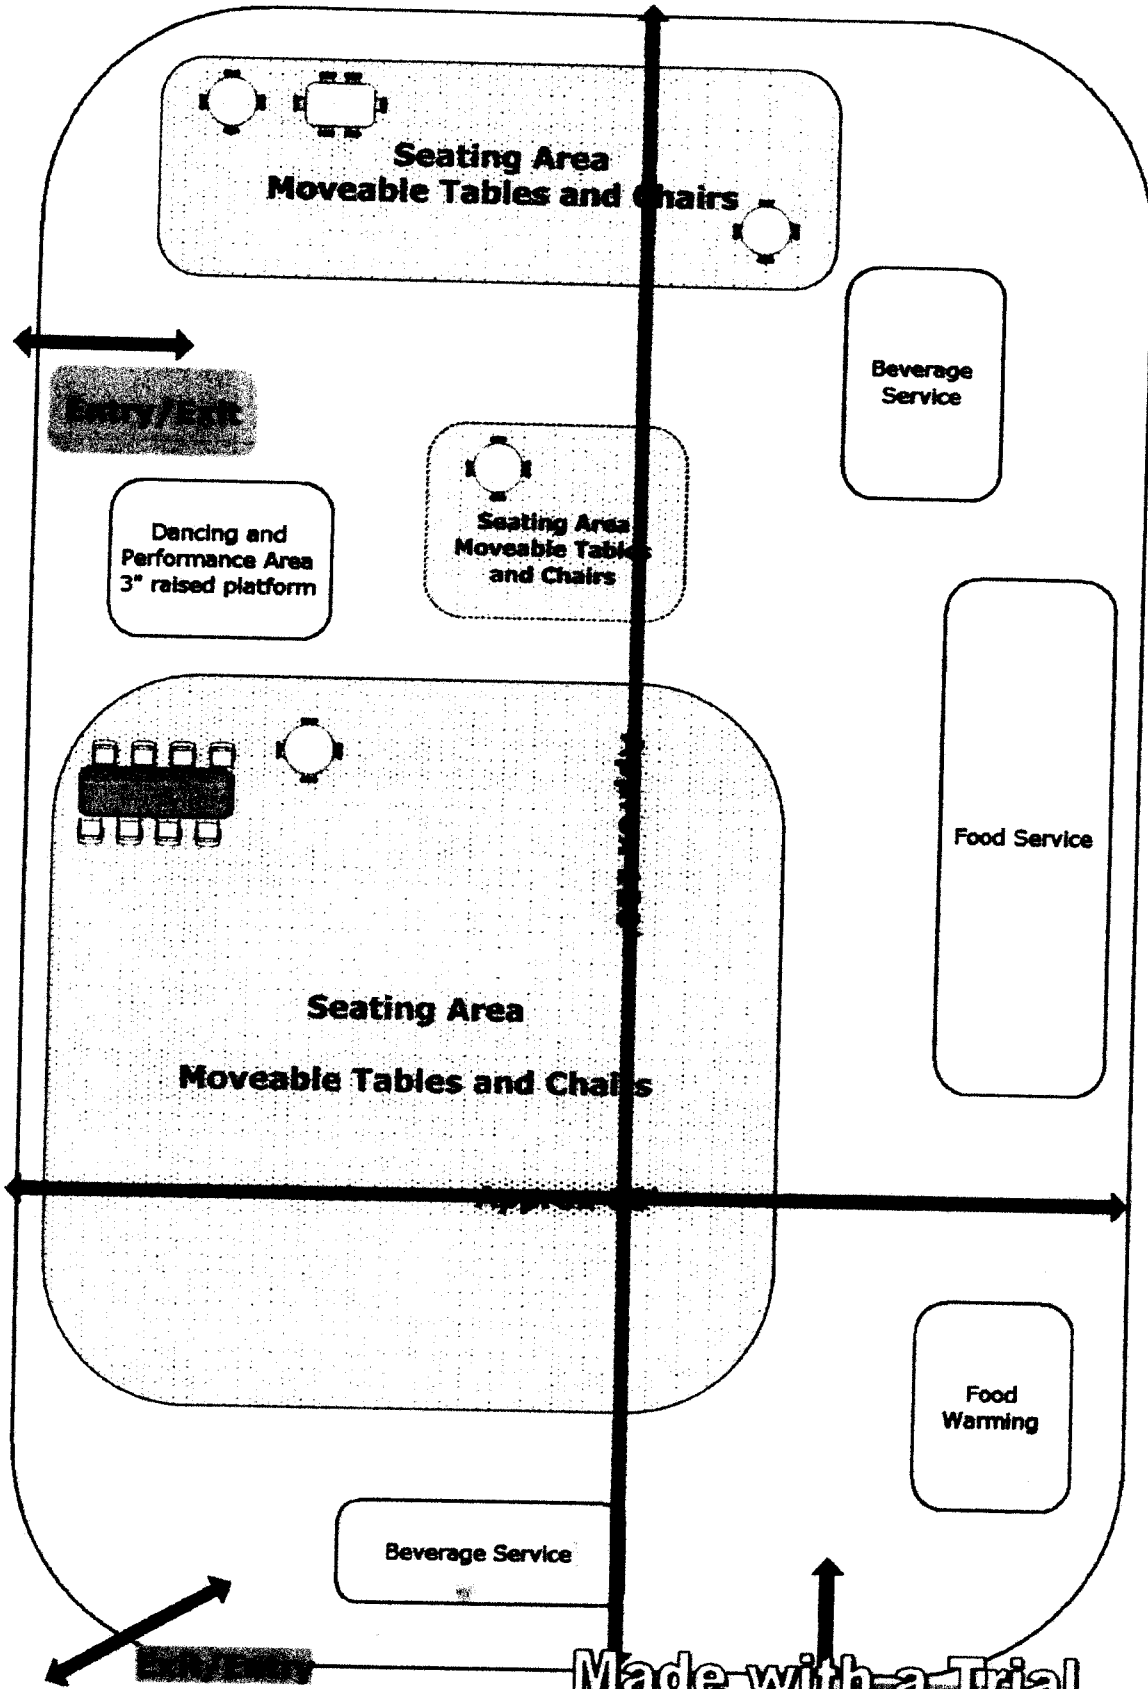 Seating Area
Moveable Tables and Chairs
Beverage
Service
Entry/Exit
Dancing and
Performance Area
3" raised platform
Seating Area
Moveable Tables
and Chairs
Food Service
Seating Area
Moveable Tables and Chairs
Food
Warming
Beverage Service
Exit/Entry
Made with a Trial